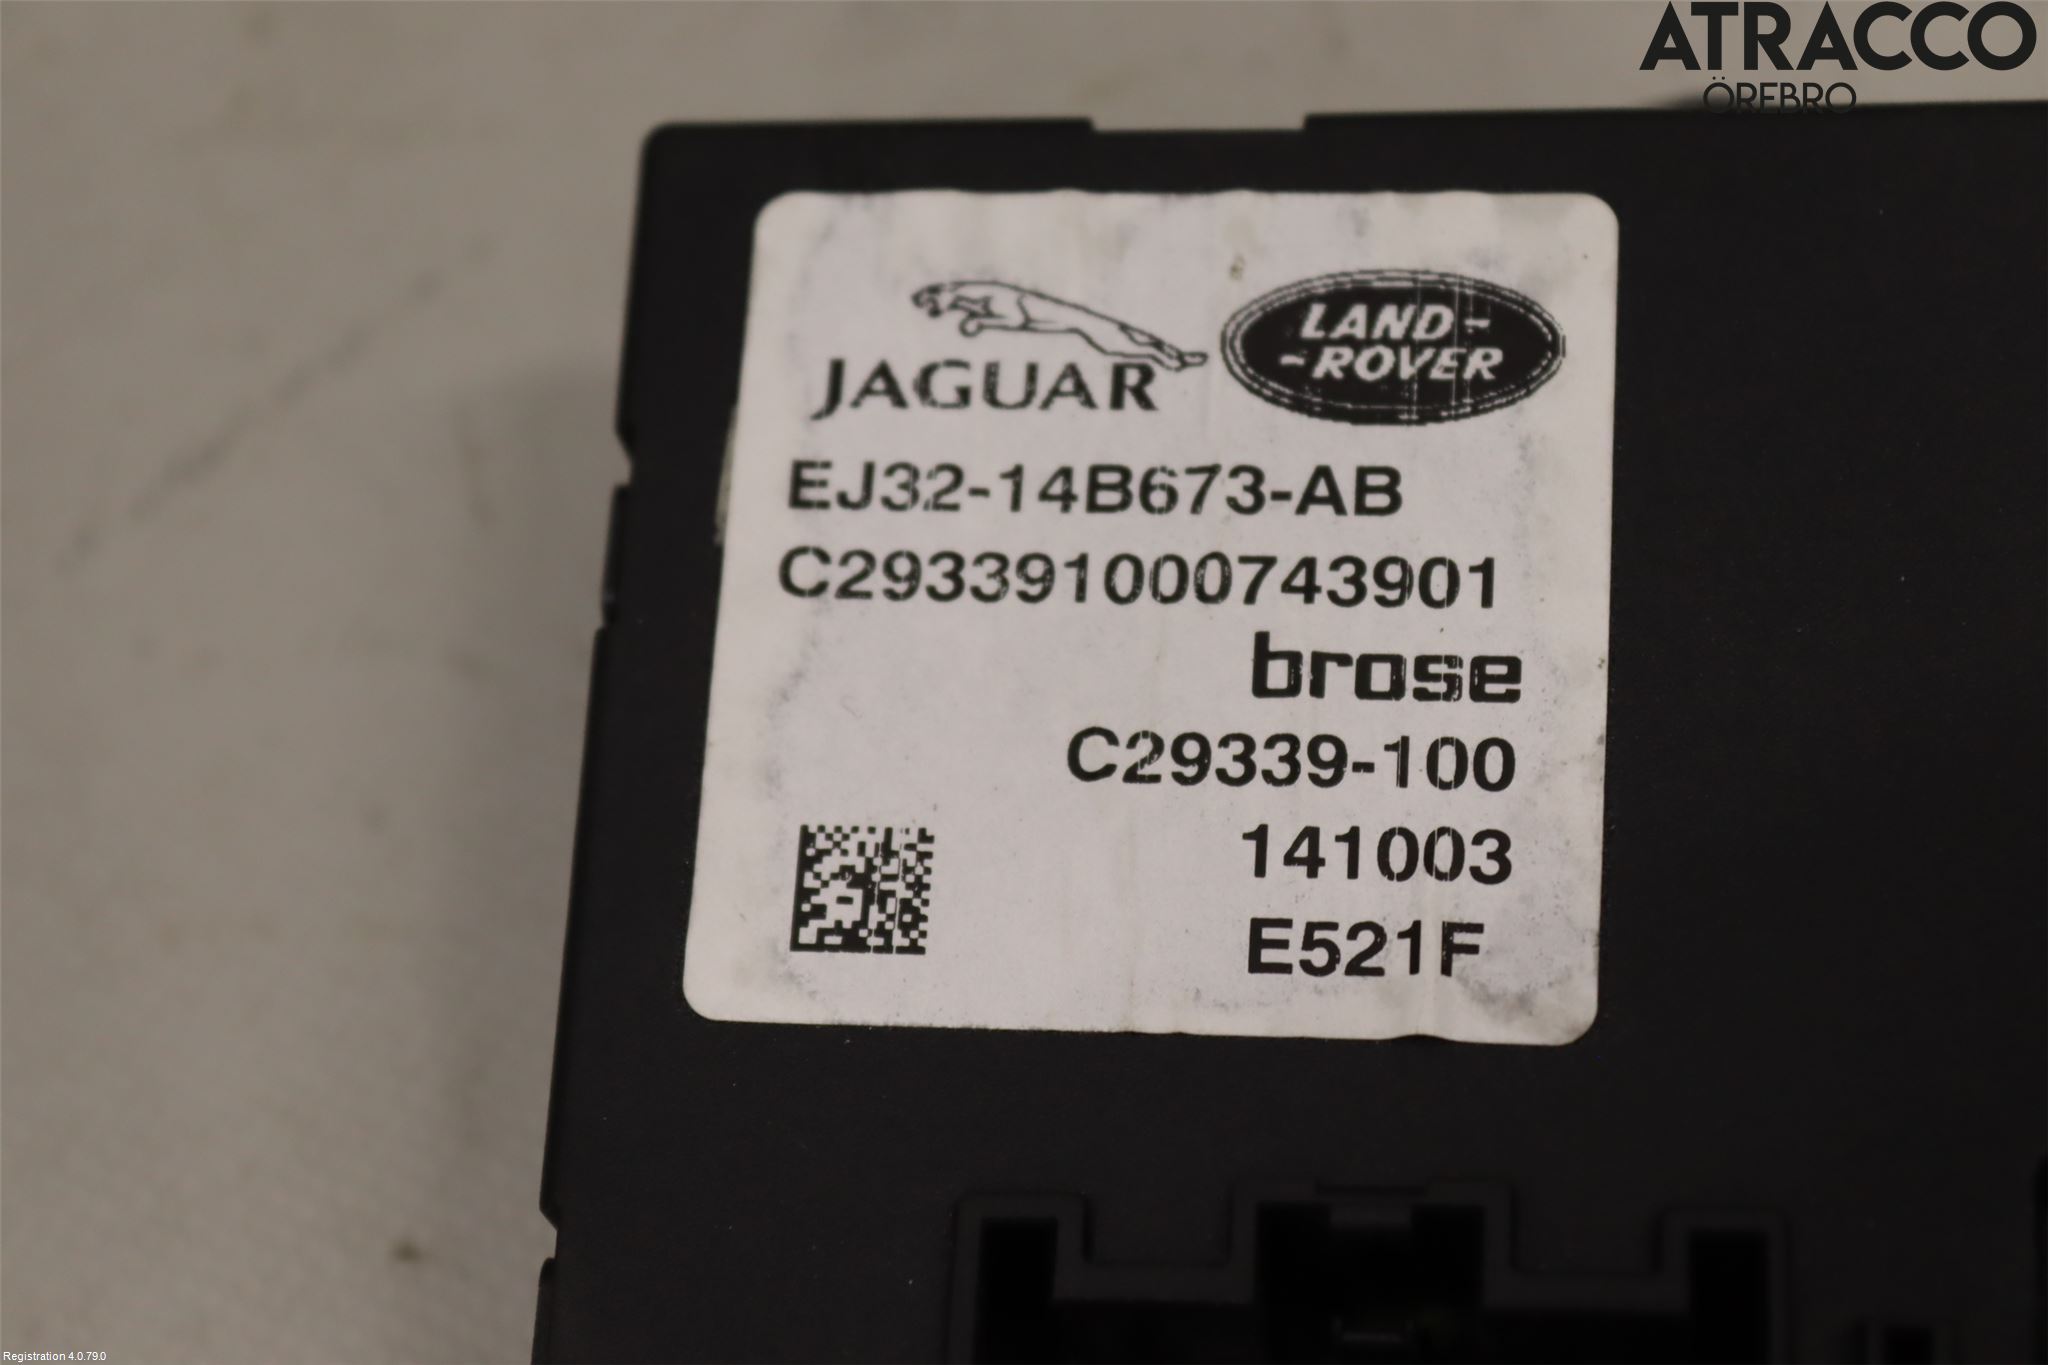 ATRACCO
ÖREBRO
JAGUAR
LAND-
-ROVER
EJ32-14B673-AB
C293391000743901
brose
C29339-100
141003
E521F
Registration 4.0.79.0